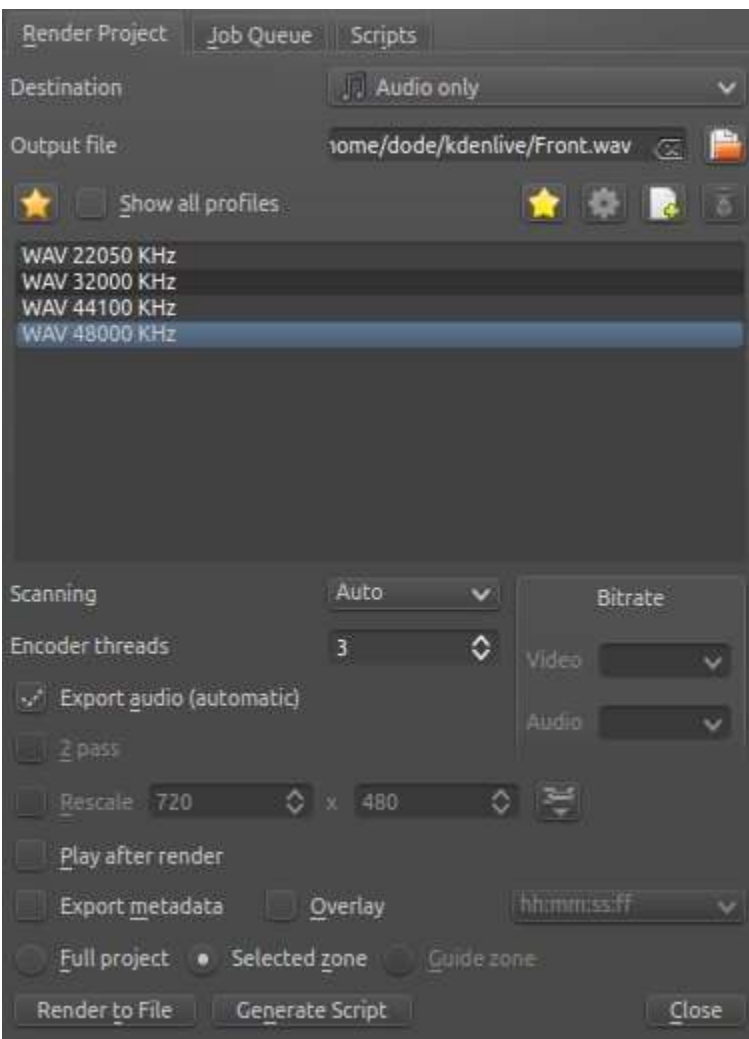 Render Project Job Queue Scripts
Destination Audio only
Output file home/dode/kdenlive/Front.wav
Show all profiles
WAV 22050 KHz
WAV 32000 KHz
WAV 44100 KHz
WAV 48000 KHz
Scanning Auto Bitrate
Encoder threads 3
Video
Export audio (automatic)
Audio
2 pass
Rescale 720 x 480
Play after render
Export metadata Overlay hh:mm:ss:ff
Full project Selected zone Guide zone
Render to File Generate Script Close